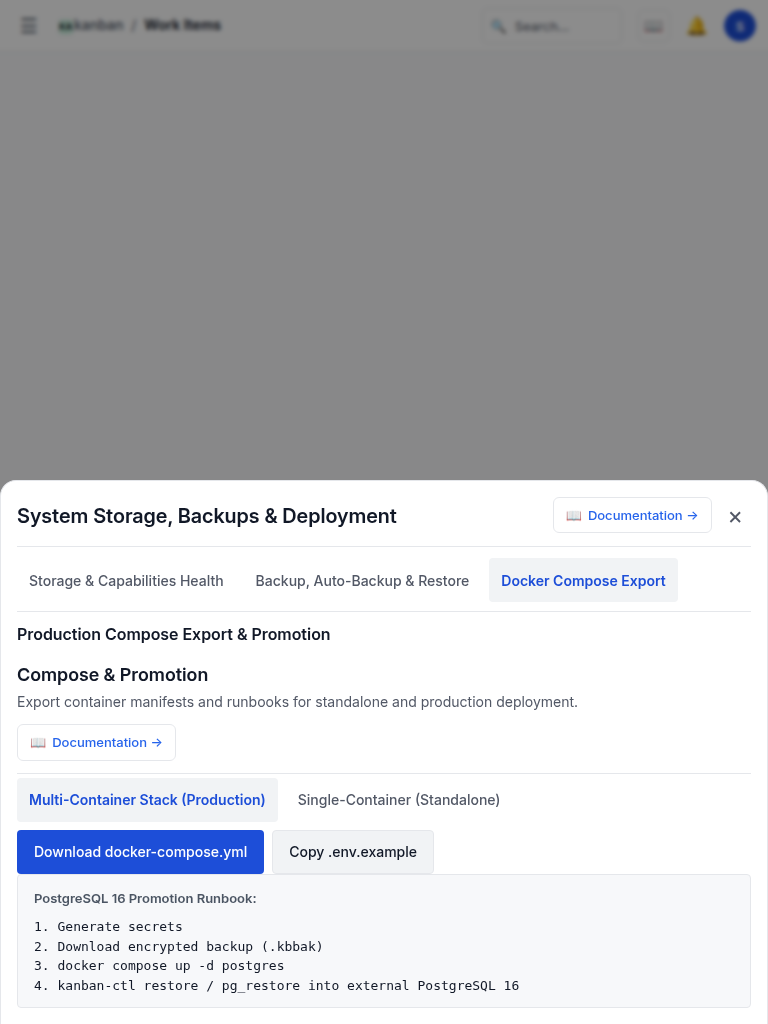 kanban / Work Items
Search...
S
System Storage, Backups & Deployment
📖 Documentation →
×
Storage & Capabilities Health
Backup, Auto-Backup & Restore
Docker Compose Export
Production Compose Export & Promotion
Compose & Promotion
Export container manifests and runbooks for standalone and production deployment.
📖 Documentation →
Multi-Container Stack (Production)
Single-Container (Standalone)
Download docker-compose.yml
Copy .env.example
PostgreSQL 16 Promotion Runbook:
1. Generate secrets
2. Download encrypted backup (.kbbak)
3. docker compose up -d postgres
4. kanban-ctl restore / pg_restore into external PostgreSQL 16